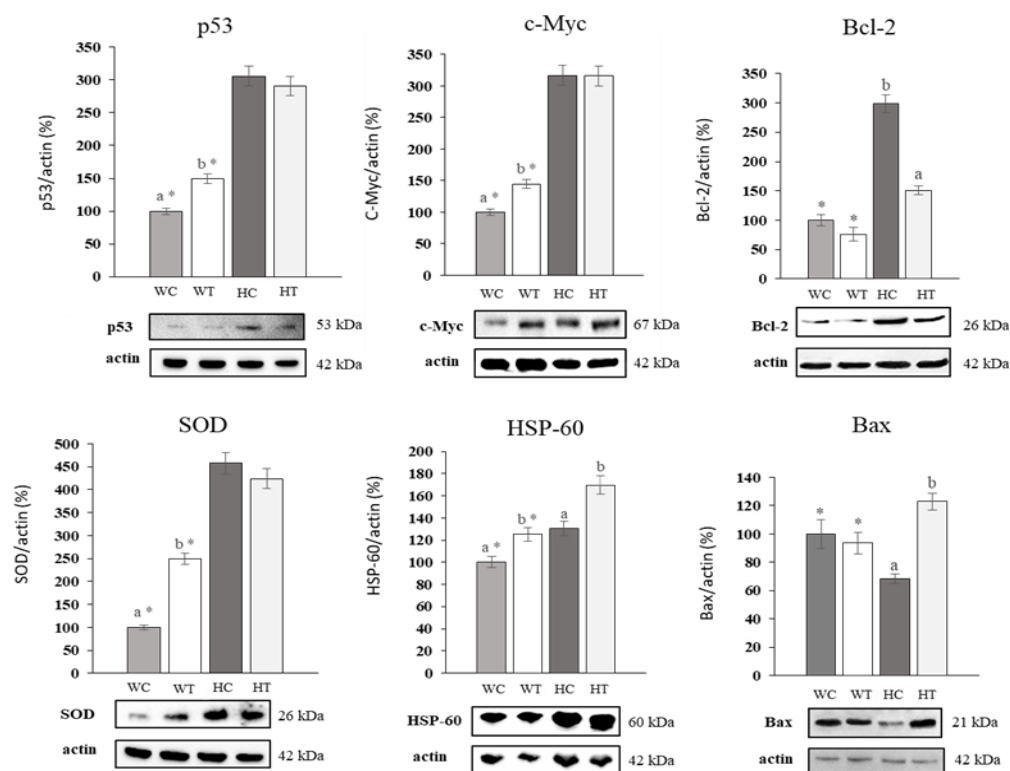 p53
350
300
250
200
150
100
50
0
p53/actin (%)
a *
b *
WC WT HC HT
p53 53 kDa
actin 42 kDa
c-Myc
350
300
250
200
150
100
50
0
C-Myc/actin (%)
a *
b *
WC WT HC HT
c-Myc 67 kDa
actin 42 kDa
Bcl-2
350
300
250
200
150
100
50
0
Bcl-2/actin (%)
*
*
b
a
WC WT HC HT
Bcl-2 26 kDa
actin 42 kDa
SOD
500
450
400
350
300
250
200
150
100
50
0
SOD/actin (%)
a *
b *
WC WT HC HT
SOD 26 kDa
actin 42 kDa
HSP-60
200
180
160
140
120
100
80
60
40
20
0
HSP-60/actin (%)
a *
b *
a
b
WC WT HC HT
HSP-60 60 kDa
actin 42 kDa
Bax
140
120
100
80
60
40
20
0
Bax/actin (%)
*
*
a
b
WC WT HC HT
Bax 21 kDa
actin 42 kDa